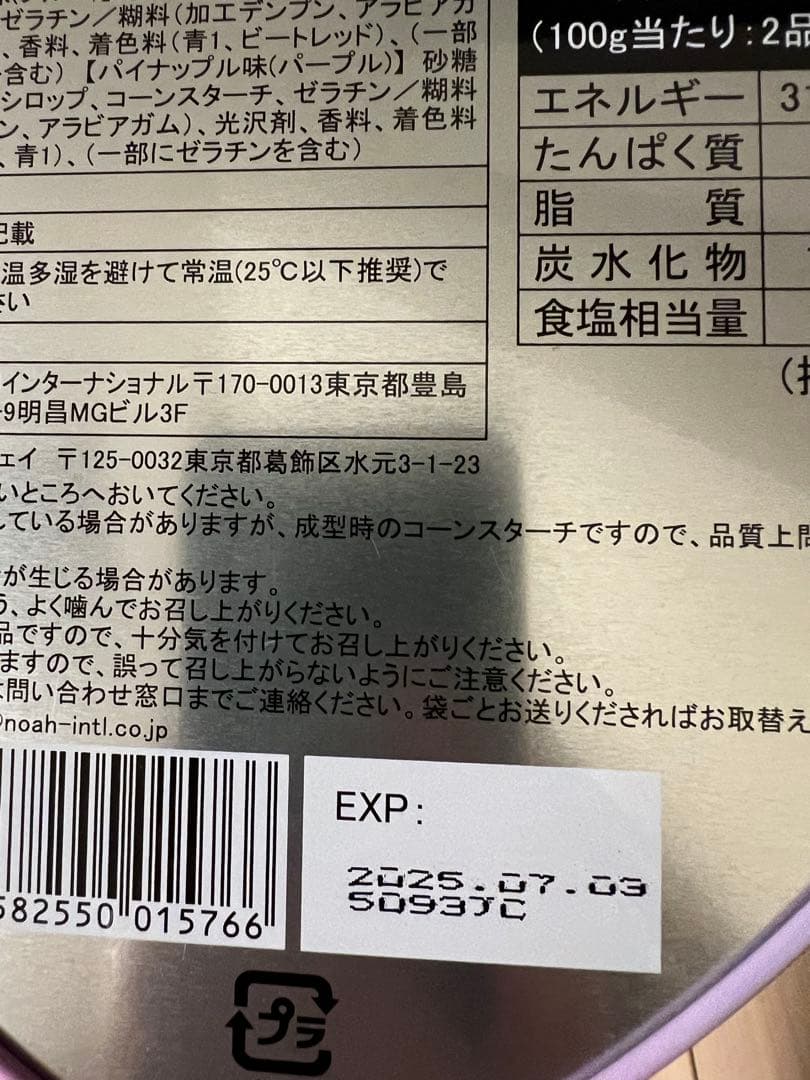 ゼラチン／糊料(加工デンプン、アラビアガ
、香料、着色料(青1、ビートレッド)、(一部
を含む)【パイナップル味(パープル)】砂糖
シロップ、コーンスターチ、ゼラチン／糊料
ン、アラビアガム)、光沢剤、香料、着色料
、青1)、(一部にゼラチンを含む)
記載
温多湿を避けて常温(25℃以下推奨)で
さい
インターナショナル〒170-0013東京都豊島
-9明昌MGビル3F
ェイ 〒125-0032東京都葛飾区水元3-1-23
いところへおいてください。
している場合がありますが、成型時のコーンスターチですので、品質上問
が生じる場合があります。
う、よく噛んでお召し上がりください。
品ですので、十分気を付けてお召し上がりください。
ますので、誤って召し上がらないようにご注意ください。
お問い合わせ窓口までご連絡ください。袋ごとお送りくださればお取替え
@noah-intl.co.jp
(100g当たり:2品
エネルギー 31
たんぱく質
脂質
炭水化物
食塩相当量
(推
582550 015766
EXP:
2025.07.03
50937C
プラ